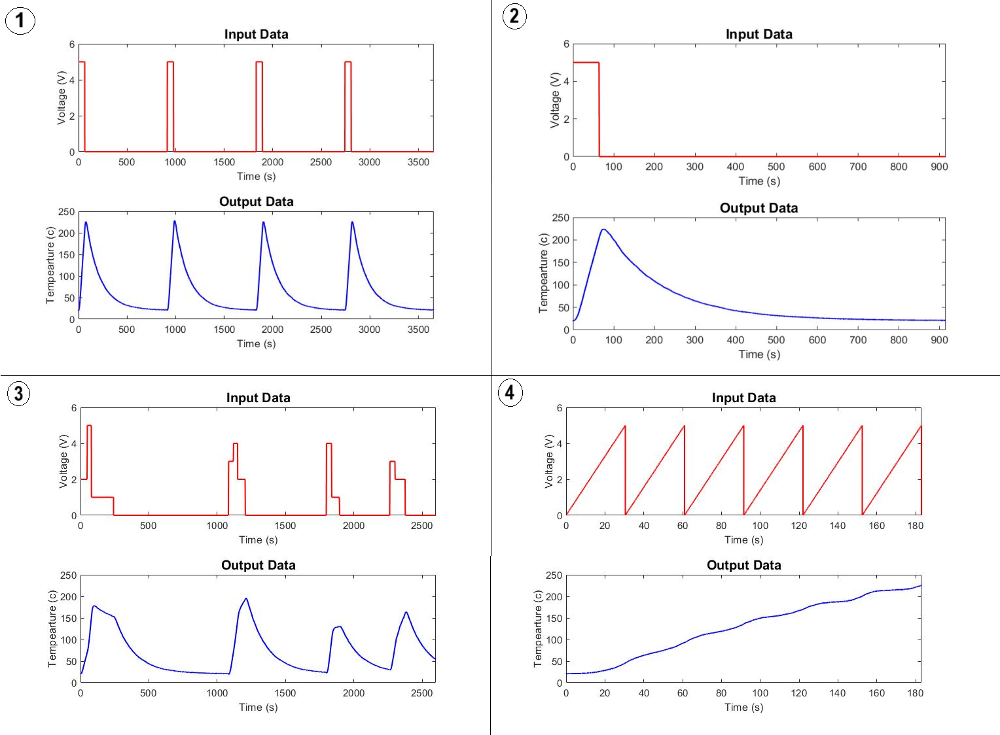 1
Input Data
6
4
2
0
Voltage (V)
0 500 1000 1500 2000 2500 3000 3500
Time (s)
Output Data
250
200
150
100
50
0
Tempearture (c)
0 500 1000 1500 2000 2500 3000 3500
Time (s)
2
Input Data
6
4
2
0
Voltage (V)
0 100 200 300 400 500 600 700 800 900
Time (s)
Output Data
250
200
150
100
50
0
Tempearture (c)
0 100 200 300 400 500 600 700 800 900
Time (s)
3
Input Data
6
4
2
0
Voltage (V)
0 500 1000 1500 2000 2500
Time (s)
Output Data
250
200
150
100
50
0
Tempearture (c)
0 500 1000 1500 2000 2500
Time (s)
4
Input Data
6
4
2
0
Voltage (V)
0 20 40 60 80 100 120 140 160 180
Time (s)
Output Data
250
200
150
100
50
0
Tempearture (c)
0 20 40 60 80 100 120 140 160 180
Time (s)